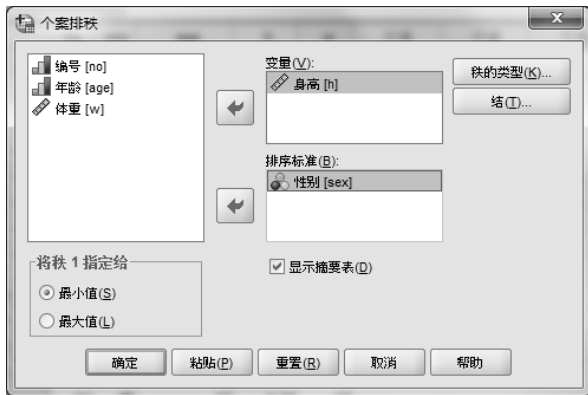 个案排秩
编号 [no]
年龄 [age]
体重 [w]
变量(V):
身高 [h]
秩的类型(K)...
结(T)...
排序标准(B):
性别 [sex]
将秩 1 指定给
最小值(S)
最大值(L)
显示摘要表(D)
确定
粘贴(P)
重置(R)
取消
帮助